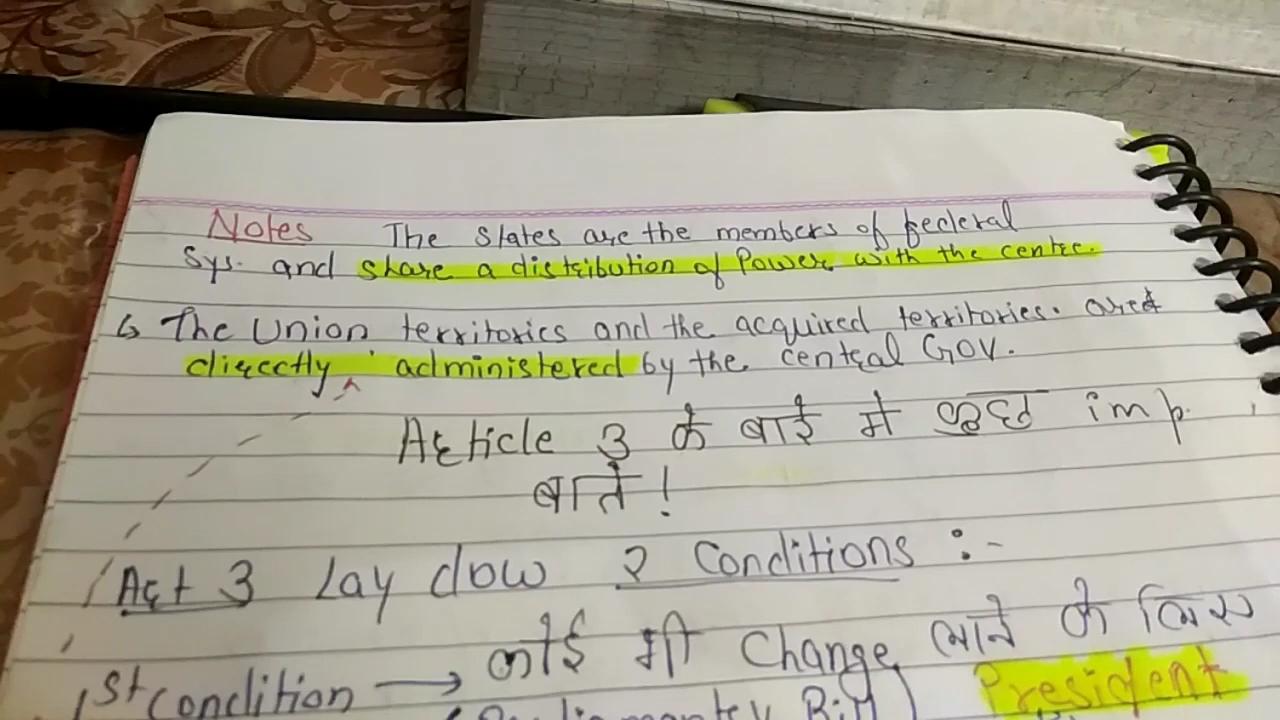 Notes The States are the members of federal
Sys. and share a distribution of Power with the centre.
↳ The Union territories and the acquired territories. are
directly administered by the central Gov.
Article 3 के बाई मे कुछ imp.
बाते !
Art 3 Lay dow 2 Conditions :-
1st condition → कोई भी Change लाने के लिए
Bill) President